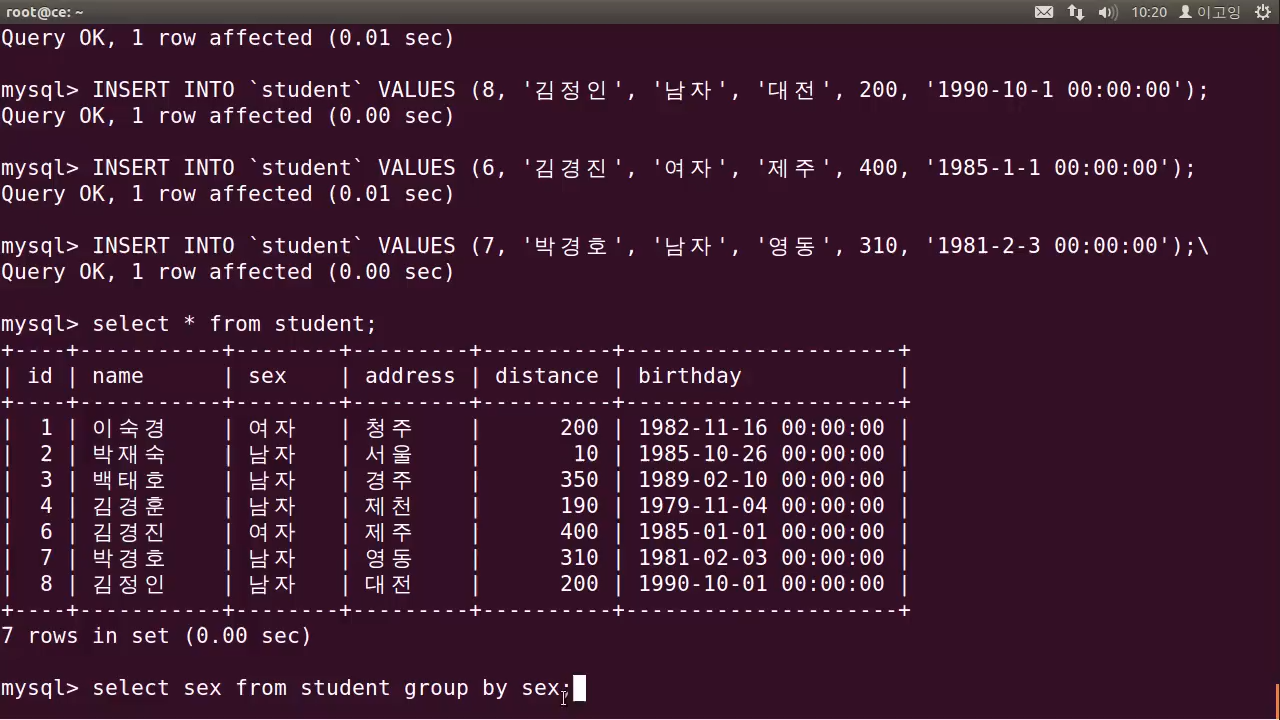 root@ce: ~ 10:20 이고잉
Query OK, 1 row affected (0.01 sec)
mysql> INSERT INTO `student` VALUES (8, '김정인', '남자', '대전', 200, '1990-10-1 00:00:00');
Query OK, 1 row affected (0.00 sec)
mysql> INSERT INTO `student` VALUES (6, '김경진', '여자', '제주', 400, '1985-1-1 00:00:00');
Query OK, 1 row affected (0.01 sec)
mysql> INSERT INTO `student` VALUES (7, '박경호', '남자', '영동', 310, '1981-2-3 00:00:00');\
Query OK, 1 row affected (0.00 sec)
mysql> select * from student;
+----+-----------+--------+---------+----------+---------------------+
| id | name | sex | address | distance | birthday |
+----+-----------+--------+---------+----------+---------------------+
| 1 | 이숙경 | 여자 | 청주 | 200 | 1982-11-16 00:00:00 |
| 2 | 박재숙 | 남자 | 서울 | 10 | 1985-10-26 00:00:00 |
| 3 | 백태호 | 남자 | 경주 | 350 | 1989-02-10 00:00:00 |
| 4 | 김경훈 | 남자 | 제천 | 190 | 1979-11-04 00:00:00 |
| 6 | 김경진 | 여자 | 제주 | 400 | 1985-01-01 00:00:00 |
| 7 | 박경호 | 남자 | 영동 | 310 | 1981-02-03 00:00:00 |
| 8 | 김정인 | 남자 | 대전 | 200 | 1990-10-01 00:00:00 |
+----+-----------+--------+---------+----------+---------------------+
7 rows in set (0.00 sec)
mysql> select sex from student group by sex;